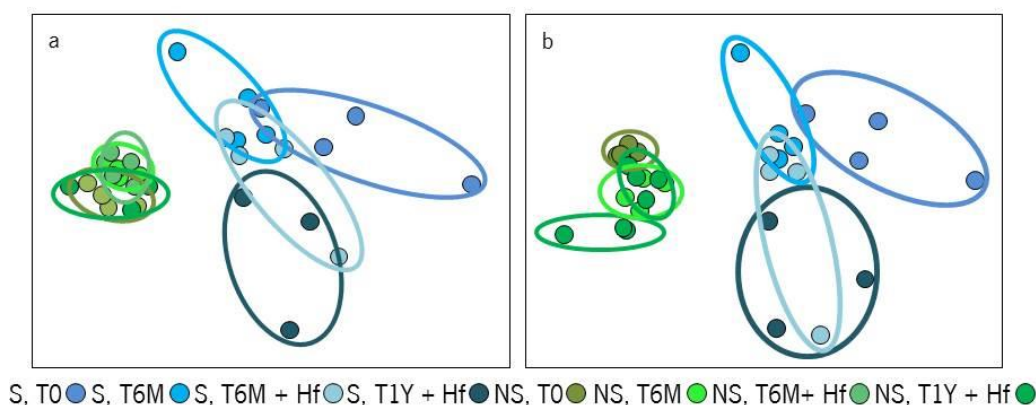 a
b
S, T0 S, T6M S, T6M + Hf S, T1Y + Hf NS, T0 NS, T6M NS, T6M+ Hf NS, T1Y + Hf